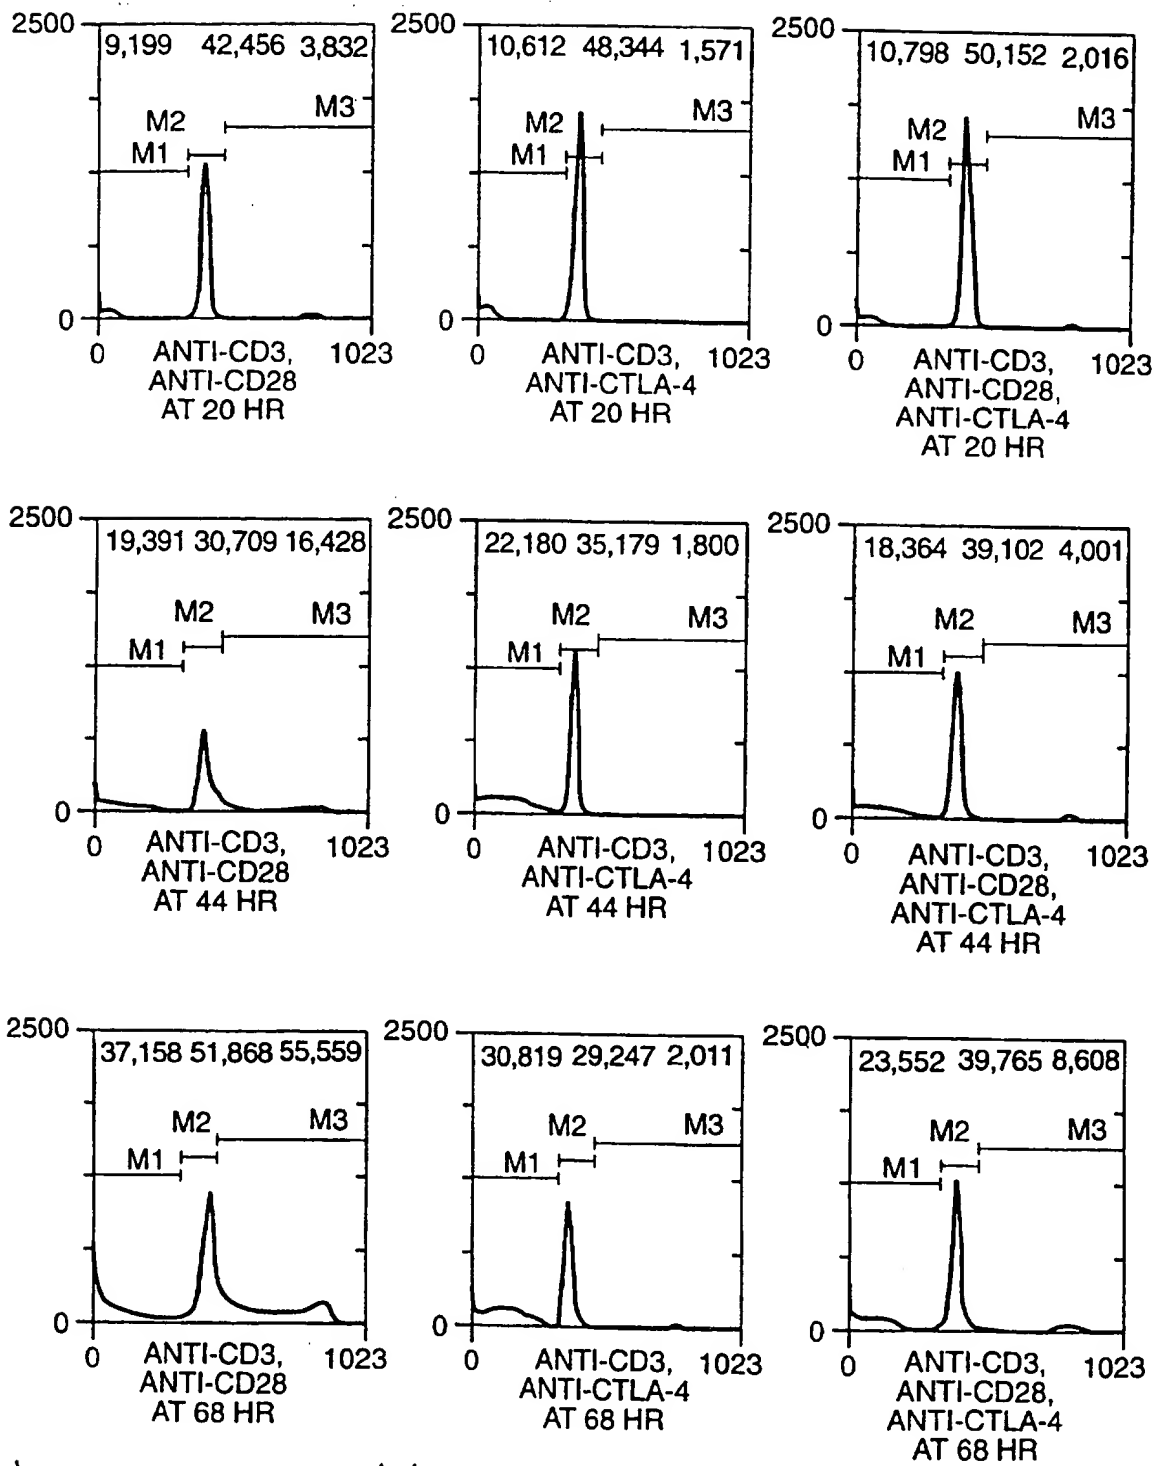 2500
9,199 42,456 3,832
M3
M2
M1
0
0 1023
ANTI-CD3,
ANTI-CD28
AT 20 HR
2500
10,612 48,344 1,571
M3
M2
M1
0
0 1023
ANTI-CD3,
ANTI-CTLA-4
AT 20 HR
2500
10,798 50,152 2,016
M3
M2
M1
0
0 1023
ANTI-CD3,
ANTI-CD28,
ANTI-CTLA-4
AT 20 HR
2500
19,391 30,709 16,428
M2 M3
M1
0
0 1023
ANTI-CD3,
ANTI-CD28
AT 44 HR
2500
22,180 35,179 1,800
M2 M3
M1
0
0 1023
ANTI-CD3,
ANTI-CTLA-4
AT 44 HR
2500
18,364 39,102 4,001
M2 M3
M1
0
0 1023
ANTI-CD3,
ANTI-CD28,
ANTI-CTLA-4
AT 44 HR
2500
37,158 51,868 55,559
M2 M3
M1
0
0 1023
ANTI-CD3,
ANTI-CD28
AT 68 HR
2500
30,819 29,247 2,011
M2 M3
M1
0
0 1023
ANTI-CD3,
ANTI-CTLA-4
AT 68 HR
2500
23,552 39,765 8,608
M2 M3
M1
0
0 1023
ANTI-CD3,
ANTI-CD28,
ANTI-CTLA-4
AT 68 HR